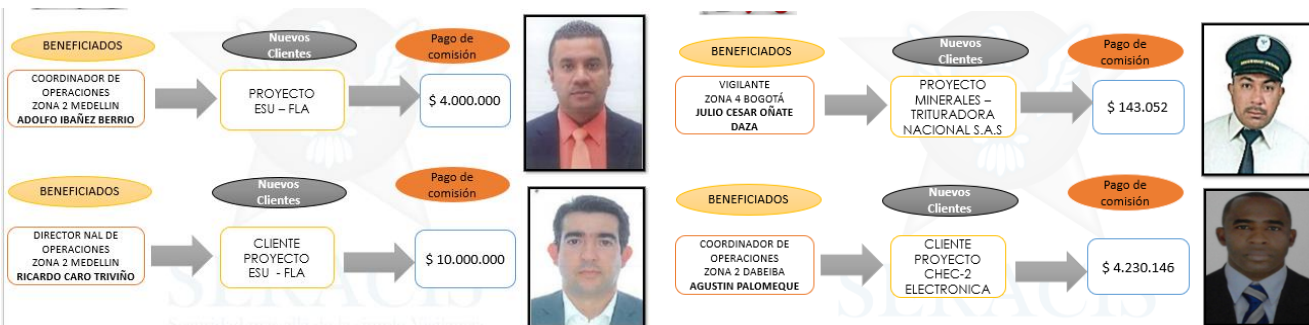 BENEFICIADOS
Nuevos
Clientes
Pago de
comisión
COORDINADOR DE
OPERACIONES
ZONA 2 MEDELLIN
ADOLFO IBAÑEZ BERRIO
PROYECTO
ESU – FLA
$ 4.000.000
BENEFICIADOS
Nuevos
Clientes
Pago de
comisión
DIRECTOR NAL DE
OPERACIONES
ZONA 2 MEDELLIN
RICARDO CARO TRIVIÑO
CLIENTE
PROYECTO
ESU - FLA
$ 10.000.000
SERACIS
BENEFICIADOS
Nuevos
Clientes
Pago de
comisión
VIGILANTE
ZONA 4 BOGOTÁ
JULIO CESAR OÑATE
DAZA
PROYECTO
MINERALES –
TRITURADORA
NACIONAL S.A.S
$ 143.052
BENEFICIADOS
Nuevos
Clientes
Pago de
comisión
COORDINADOR DE
OPERACIONES
ZONA 2 DABEIBA
AGUSTIN PALOMEQUE
CLIENTE
PROYECTO
CHEC-2
ELECTRONICA
$ 4.230.146
SERACIS